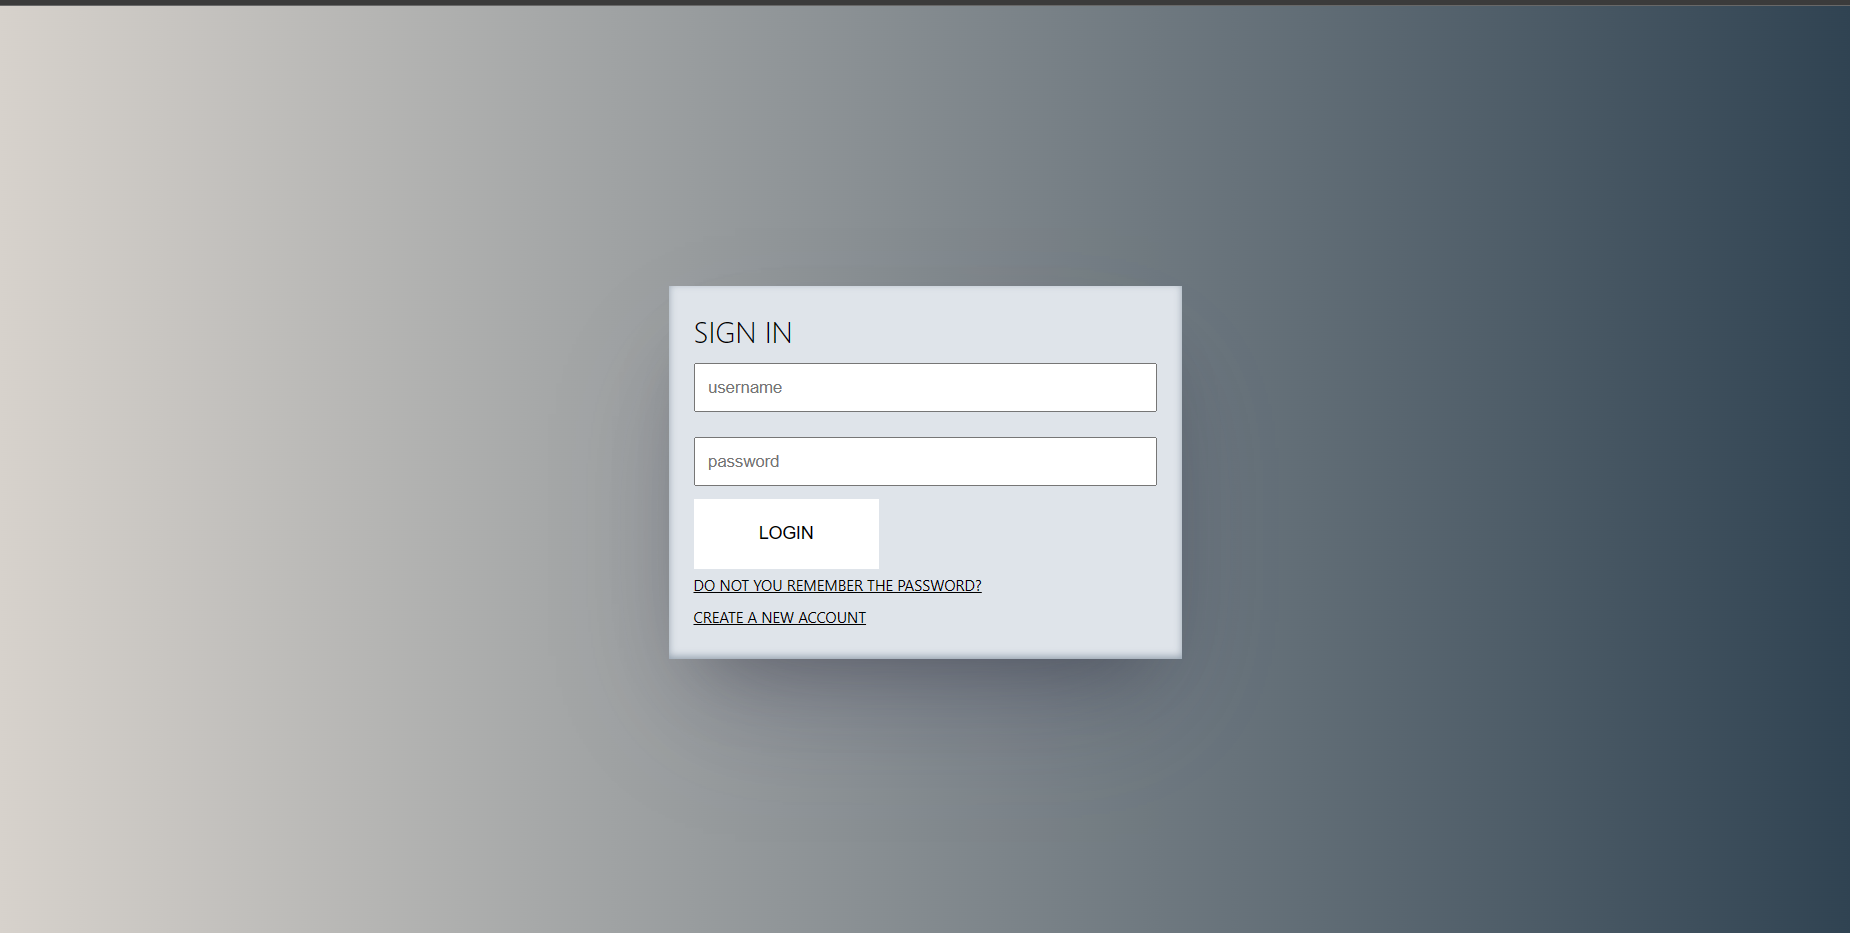 SIGN IN
username
password
LOGIN
DO NOT YOU REMEMBER THE PASSWORD?
CREATE A NEW ACCOUNT